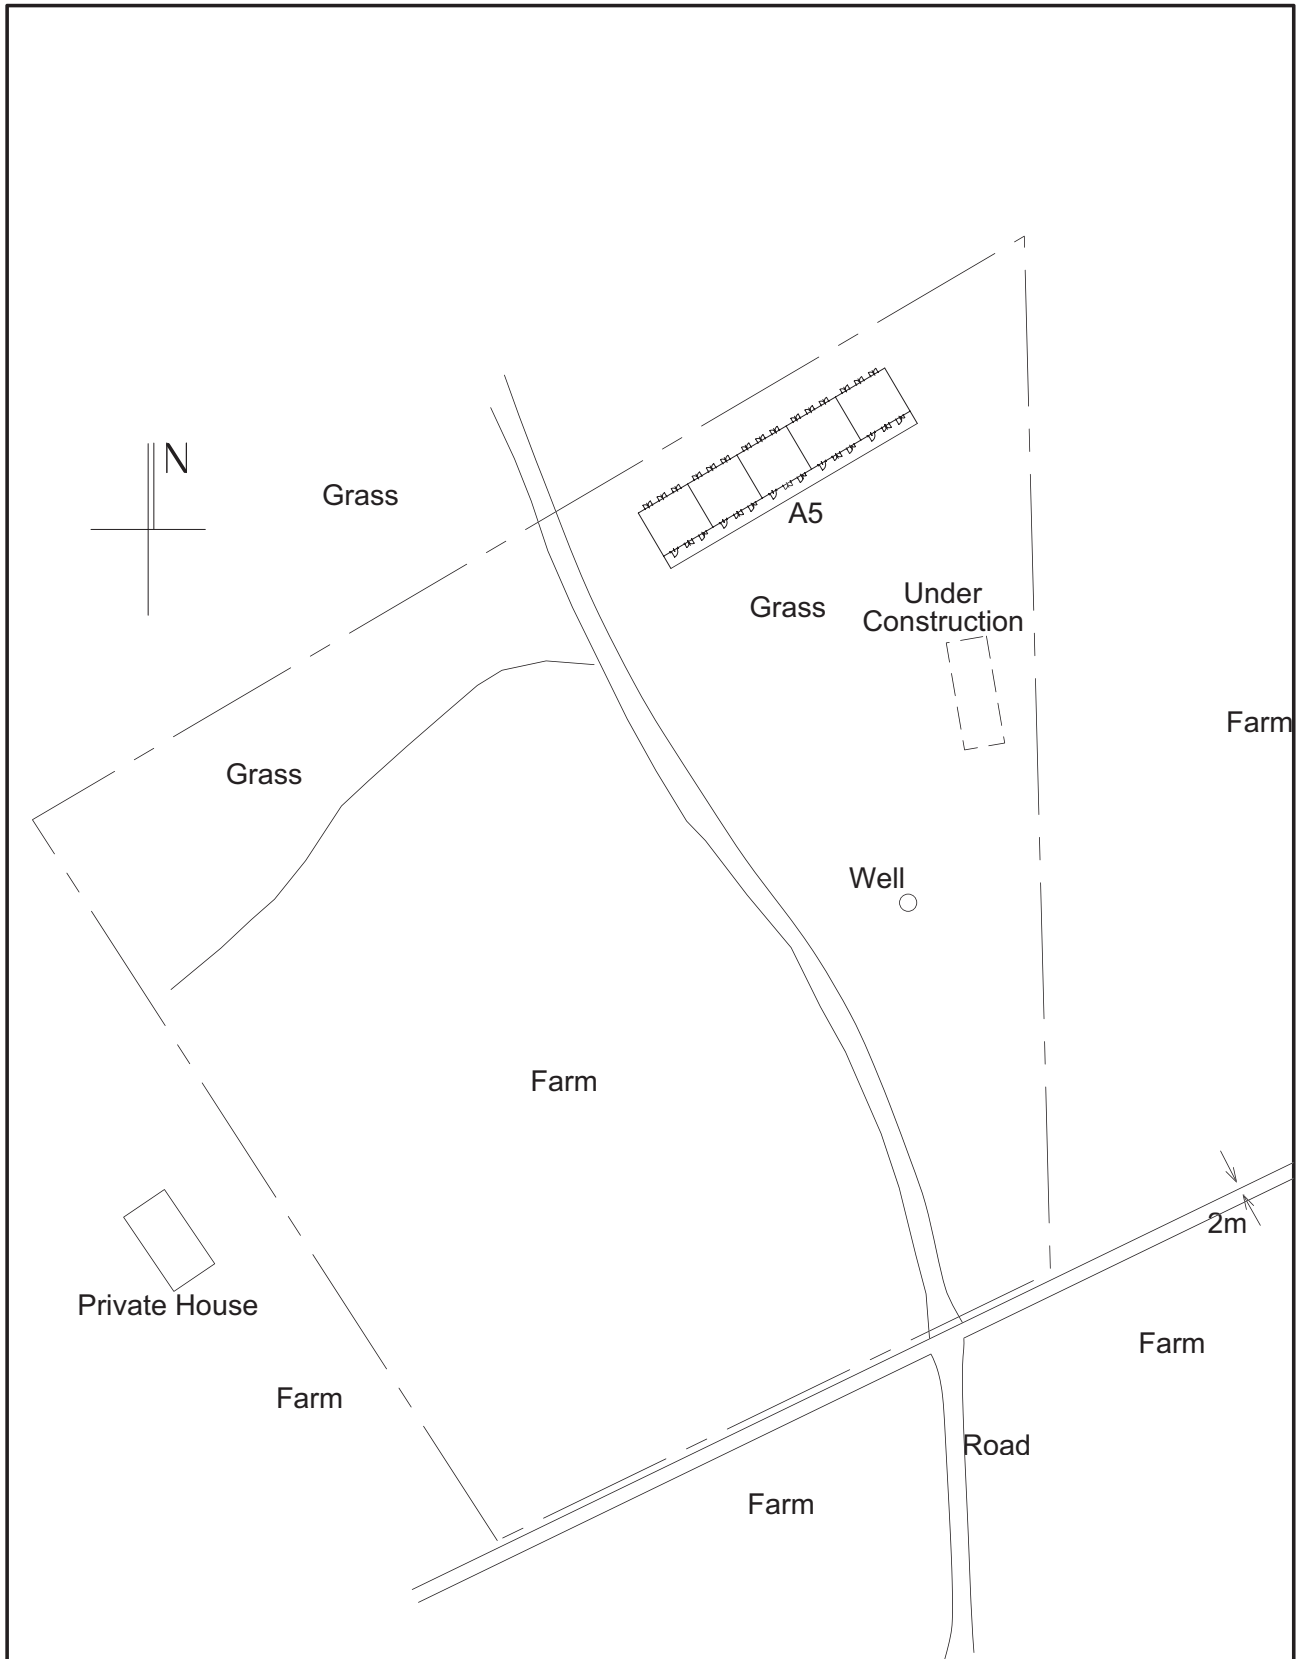 N
Grass
A5
Grass
Under
Construction
Farm
Grass
Well
Farm
2m
Private House
Farm
Farm
Road
Farm